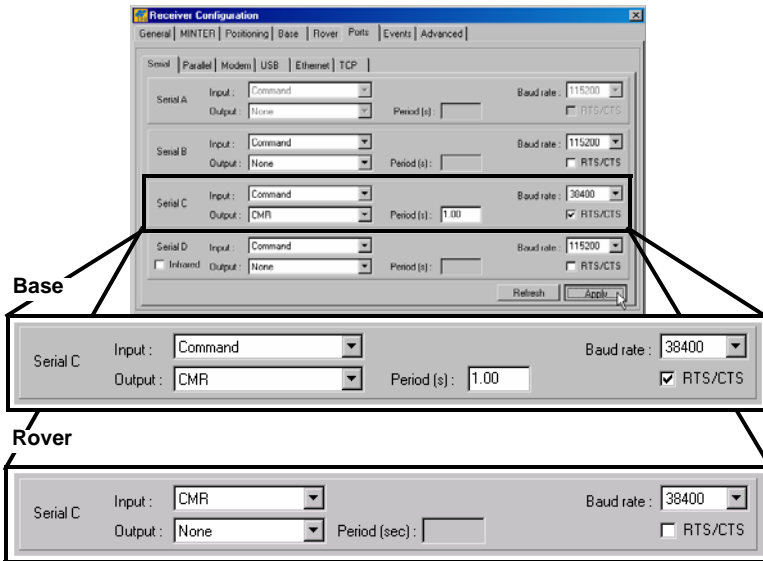 Receiver Configuration
General MINTER Positioning Base Rover Ports Events Advanced
Serial Parallel Modem USB Ethernet TCP
Serial A Input : Command Baud rate : 115200
Output : None Period (s) : RTS/CTS
Serial B Input : Command Baud rate : 115200
Output : None Period (s) : RTS/CTS
Serial C Input : Command Baud rate : 38400
Output : CMR Period (s) : 1.00 RTS/CTS
Serial D Input : Command Baud rate : 115200
Infrared Output : None Period (s) : RTS/CTS
Refresh Apply
Base
Serial C Input : Command Baud rate : 38400
Output : CMR Period (s) : 1.00 RTS/CTS
Rover
Serial C Input : CMR Baud rate : 38400
Output : None Period (sec) : RTS/CTS